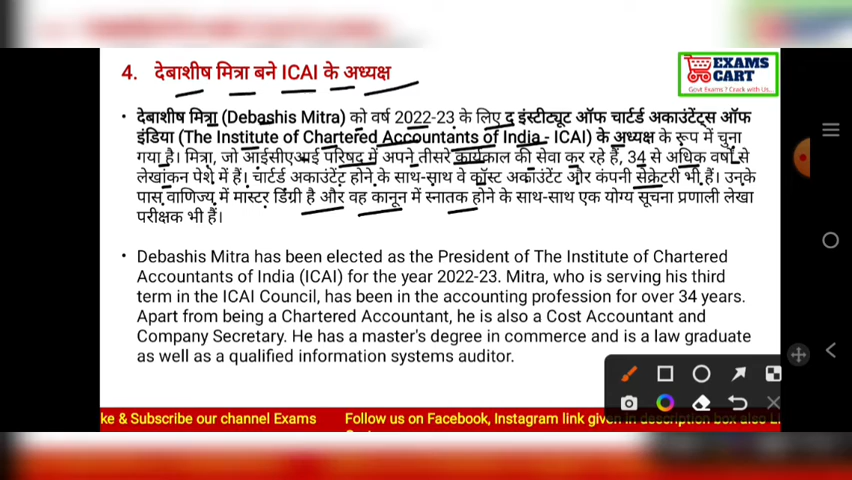 4. देबाशीष मित्रा बने ICAI के अध्यक्ष
EXAMS
CART
Govt Exams ? Crack with Us...
• देबाशीष मित्रा (Debashis Mitra) को वर्ष 2022-23 के लिए द इंस्टीट्यूट ऑफ चार्टर्ड अकाउंटेंट्स ऑफ
इंडिया (The Institute of Chartered Accountants of India - ICAI) के अध्यक्ष के रूप में चुना
गया है। मित्रा, जो आईसीएआई परिषद में अपने तीसरे कार्यकाल की सेवा कर रहे हैं, 34 से अधिक वर्षों से
लेखांकन पेशे में हैं। चार्टर्ड अकाउंटेंट होने के साथ-साथ वे कॉस्ट अकाउंटेंट और कंपनी सेक्रेटरी भी हैं। उनके
पास वाणिज्य में मास्टर डिग्री है और वह कानून में स्नातक होने के साथ-साथ एक योग्य सूचना प्रणाली लेखा
परीक्षक भी हैं।
• Debashis Mitra has been elected as the President of The Institute of Chartered
Accountants of India (ICAI) for the year 2022-23. Mitra, who is serving his third
term in the ICAI Council, has been in the accounting profession for over 34 years.
Apart from being a Chartered Accountant, he is also a Cost Accountant and
Company Secretary. He has a master's degree in commerce and is a law graduate
as well as a qualified information systems auditor.
ke & Subscribe our channel Exams Follow us on Facebook, Instagram link given in description box also Li